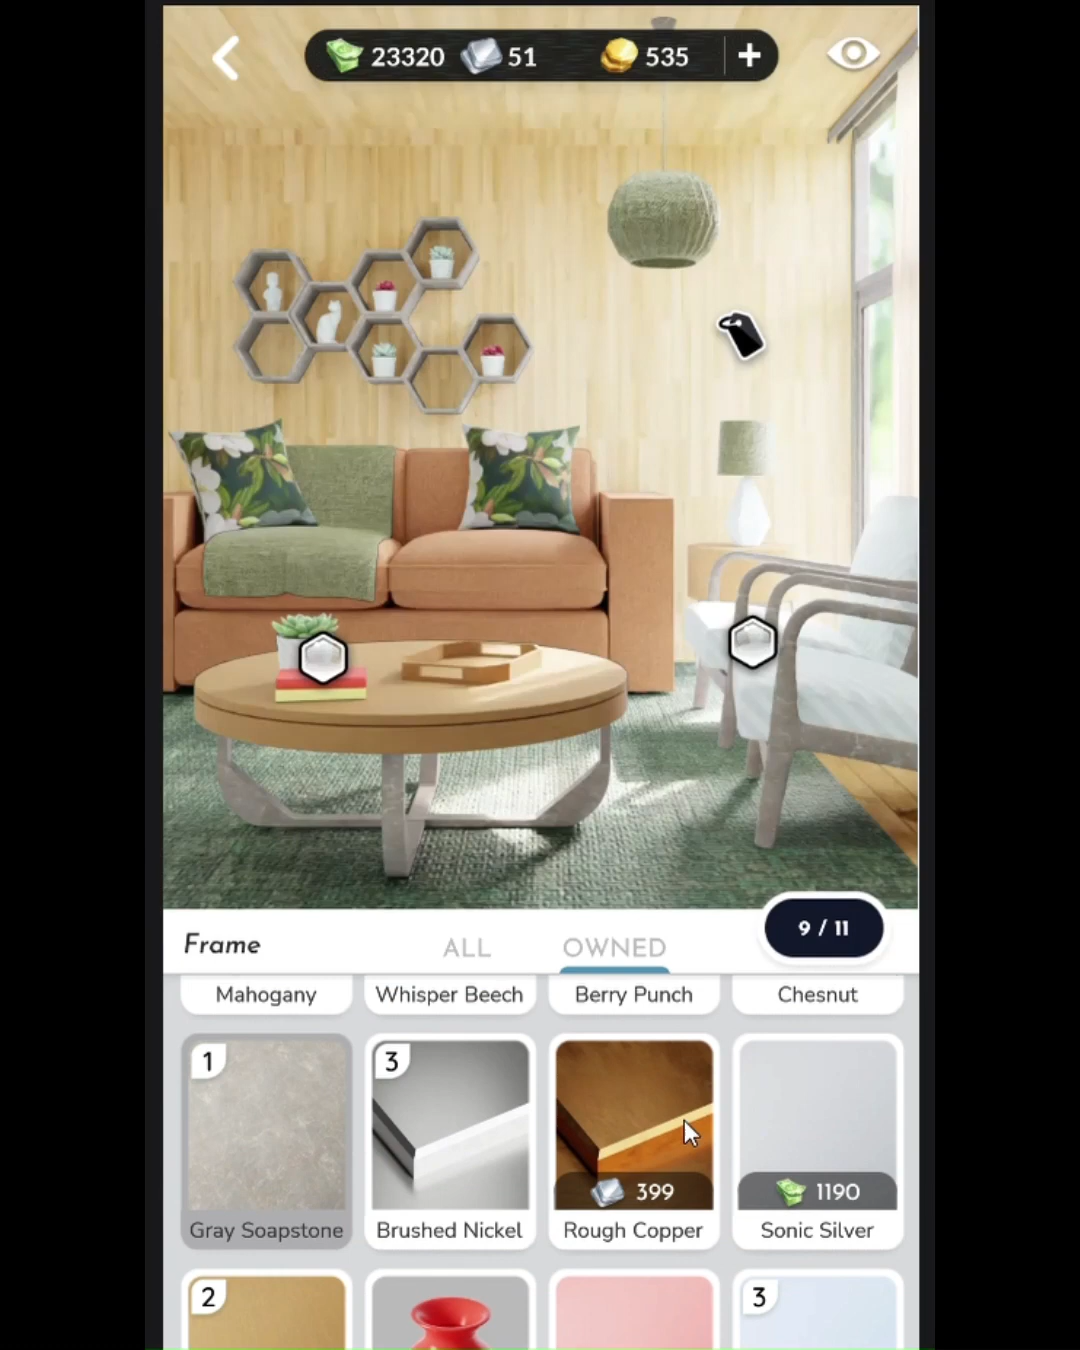 23320 51 535 +
Frame ALL OWNED 9 / 11
Mahogany Whisper Beech Berry Punch Chesnut
1 3
399 1190
Gray Soapstone Brushed Nickel Rough Copper Sonic Silver
2 3